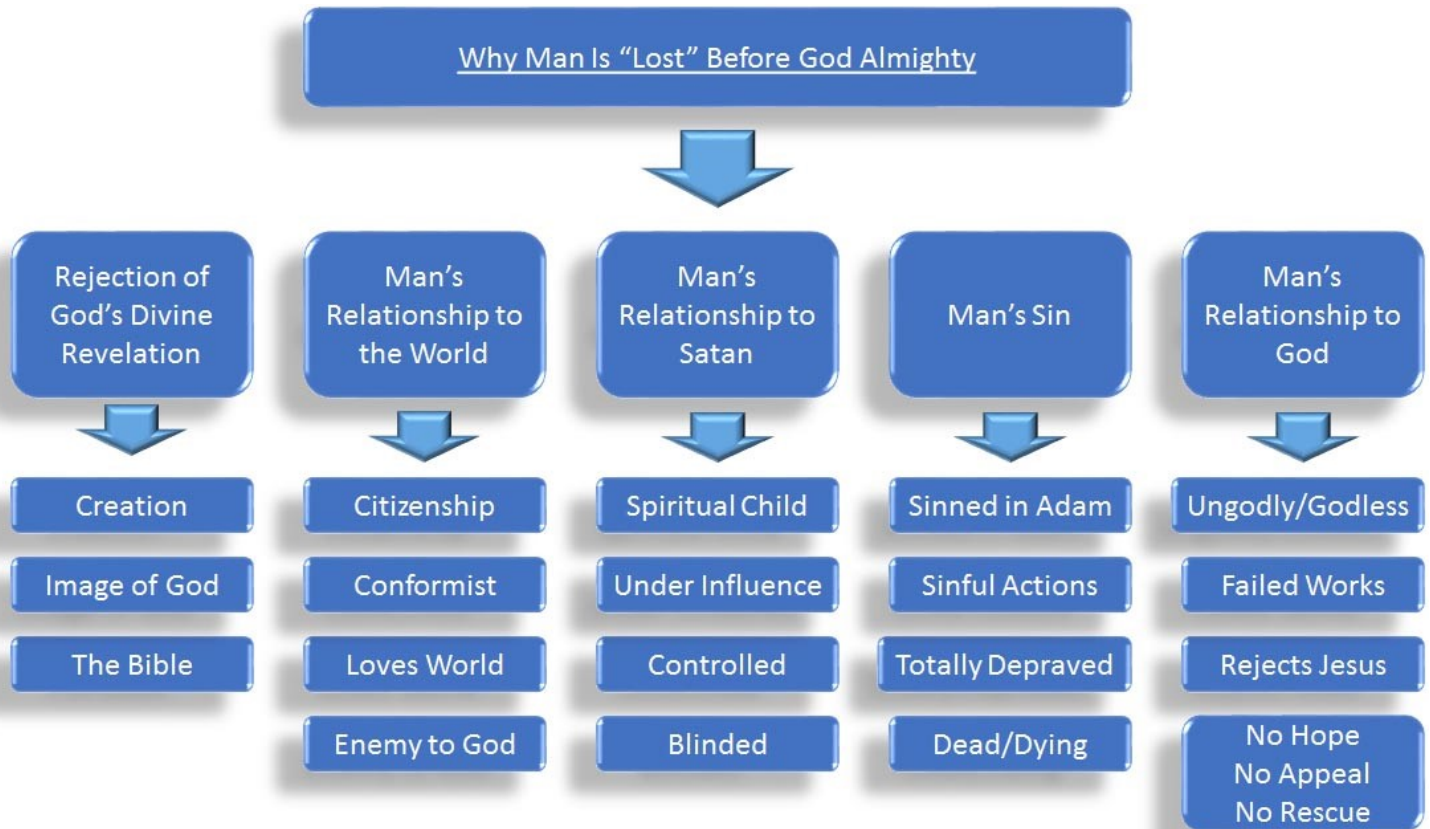 Why Man Is “Lost” Before God Almighty
Rejection of
God’s Divine
Revelation
Man’s
Relationship to
the World
Man’s
Relationship to
Satan
Man’s Sin
Man’s
Relationship to
God
Creation
Image of God
The Bible
Citizenship
Conformist
Loves World
Enemy to God
Spiritual Child
Under Influence
Controlled
Blinded
Sinned in Adam
Sinful Actions
Totally Depraved
Dead/Dying
Ungodly/Godless
Failed Works
Rejects Jesus
No Hope
No Appeal
No Rescue